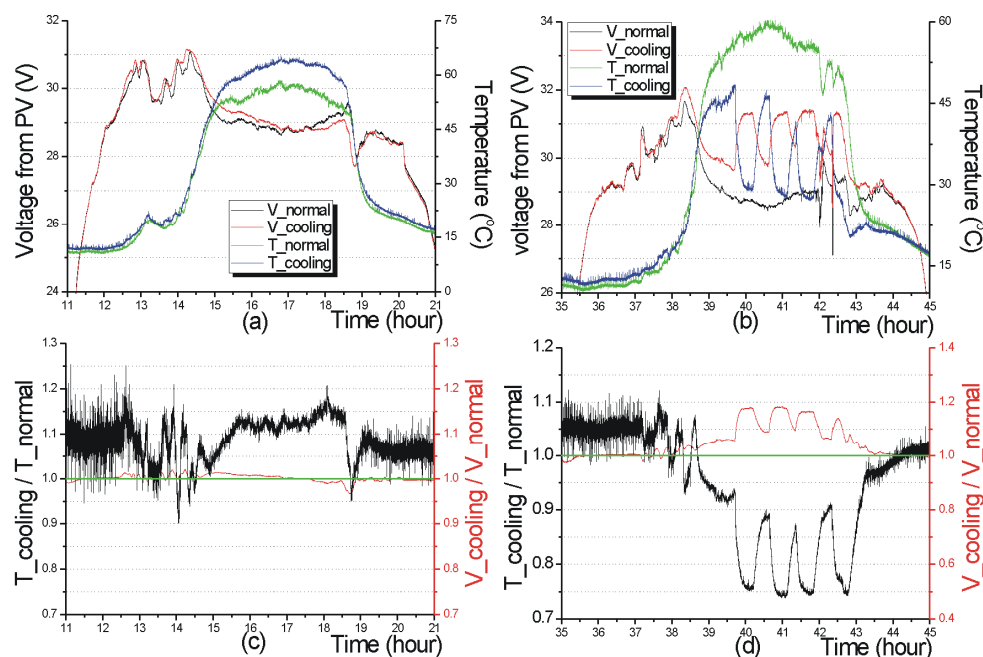 32
31
30
29
28
27
26
25
24
Voltage from PV (V)
75
60
45
30
15
0
Temperature (°C)
V_normal
V_cooling
T_normal
T_cooling
11 12 13 14 15 16 17 18 19 20 21
Time (hour)
(a)
34
32
30
28
26
voltage from PV (V)
60
45
30
15
Temperature (°C)
V_normal
V_cooling
T_normal
T_cooling
35 36 37 38 39 40 41 42 43 44 45
Time (hour)
(b)
1.3
1.2
1.1
1.0
0.9
0.8
0.7
T_cooling / T_normal
1.3
1.2
1.1
1.0
0.9
0.8
0.7
V_cooling / V_normal
11 12 13 14 15 16 17 18 19 20 21
Time (hour)
(c)
1.2
1.1
1.0
0.9
0.8
0.7
T_cooling / T_normal
1.4
1.2
1.0
0.8
0.6
0.4
V_cooling / V_normal
35 36 37 38 39 40 41 42 43 44 45
Time (hour)
(d)